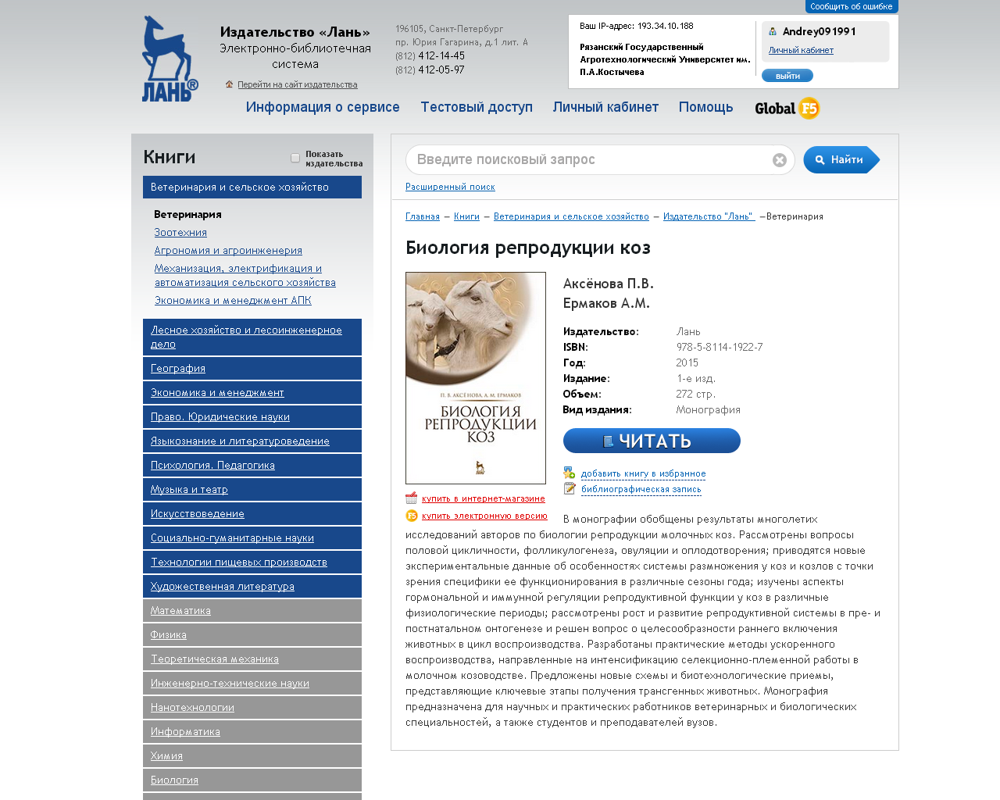 Сообщить об ошибке
ЛАНЬ®
Издательство «Лань»
Электронно-библиотечная
система
Перейти на сайт издательства
196105, Санкт-Петербург
пр. Юрия Гагарина, д.1 лит. А
(812) 412-14-45
(812) 412-05-97
Ваш IP-адрес: 193.34.10.188
Рязанский Государственный
Агротехнологический Университет им.
П.А.Костычева
Andrey091991
Личный кабинет
выйти
Информация о сервисе Тестовый доступ Личный кабинет Помощь Global F5
Книги
Показать
издательства
Ветеринария и сельское хозяйство
Ветеринария
Зоотехния
Агрономия и агроинженерия
Механизация, электрификация и
автоматизация сельского хозяйства
Экономика и менеджмент АПК
Лесное хозяйство и лесоинженерное
дело
География
Экономика и менеджмент
Право. Юридические науки
Языкознание и литературоведение
Психология. Педагогика
Музыка и театр
Искусствоведение
Социально-гуманитарные науки
Технологии пищевых производств
Художественная литература
Математика
Физика
Теоретическая механика
Инженерно-технические науки
Нанотехнологии
Информатика
Химия
Биология
Введите поисковый запрос
Найти
Расширенный поиск
Главная – Книги – Ветеринария и сельское хозяйство – Издательство "Лань" –Ветеринария
Биология репродукции коз
П. В. АКСЁНОВА, А. М. ЕРМАКОВ
БИОЛОГИЯ
РЕПРОДУКЦИИ
КОЗ
ЛАНЬ
купить в интернет-магазине
F5 купить электронную версию
Аксёнова П.В.
Ермаков А.М.
Издательство: Лань
ISBN: 978-5-8114-1922-7
Год: 2015
Издание: 1-е изд.
Объем: 272 стр.
Вид издания: Монография
ЧИТАТЬ
добавить книгу в избранное
библиографическая запись
В монографии обобщены результаты многолетих
исследований авторов по биологии репродукции молочных коз. Рассмотрены вопросы
половой цикличности, фолликулогенеза, овуляции и оплодотворения; приводятся новые
экспериментальные данные об особенностях системы размножения у коз и козлов с точки
зрения специфики ее функционирования в различные сезоны года; изучены аспекты
гормональной и иммунной регуляции репродуктивной функции у коз в различные
физиологические периоды; рассмотрены рост и развитие репродуктивной системы в пре- и
постнатальном онтогенезе и решен вопрос о целесообразности раннего включения
животных в цикл воспроизводства. Разработаны практические методы ускоренного
воспроизводства, направленные на интенсификацию селекционно-племенной работы в
молочном козоводстве. Предложены новые схемы и биотехнологические приемы,
представляющие ключевые этапы получения трансгенных животных. Монография
предназначена для научных и практических работников ветеринарных и биологических
специальностей, а также студентов и преподавателей вузов.